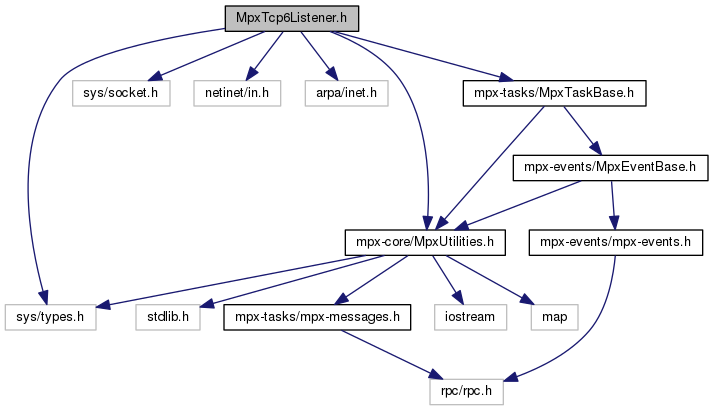 MpxTcp6Listener.h
sys/socket.h
netinet/in.h
arpa/inet.h
mpx-tasks/MpxTaskBase.h
mpx-events/MpxEventBase.h
mpx-core/MpxUtilities.h
mpx-events/mpx-events.h
sys/types.h
stdlib.h
mpx-tasks/mpx-messages.h
iostream
map
rpc/rpc.h